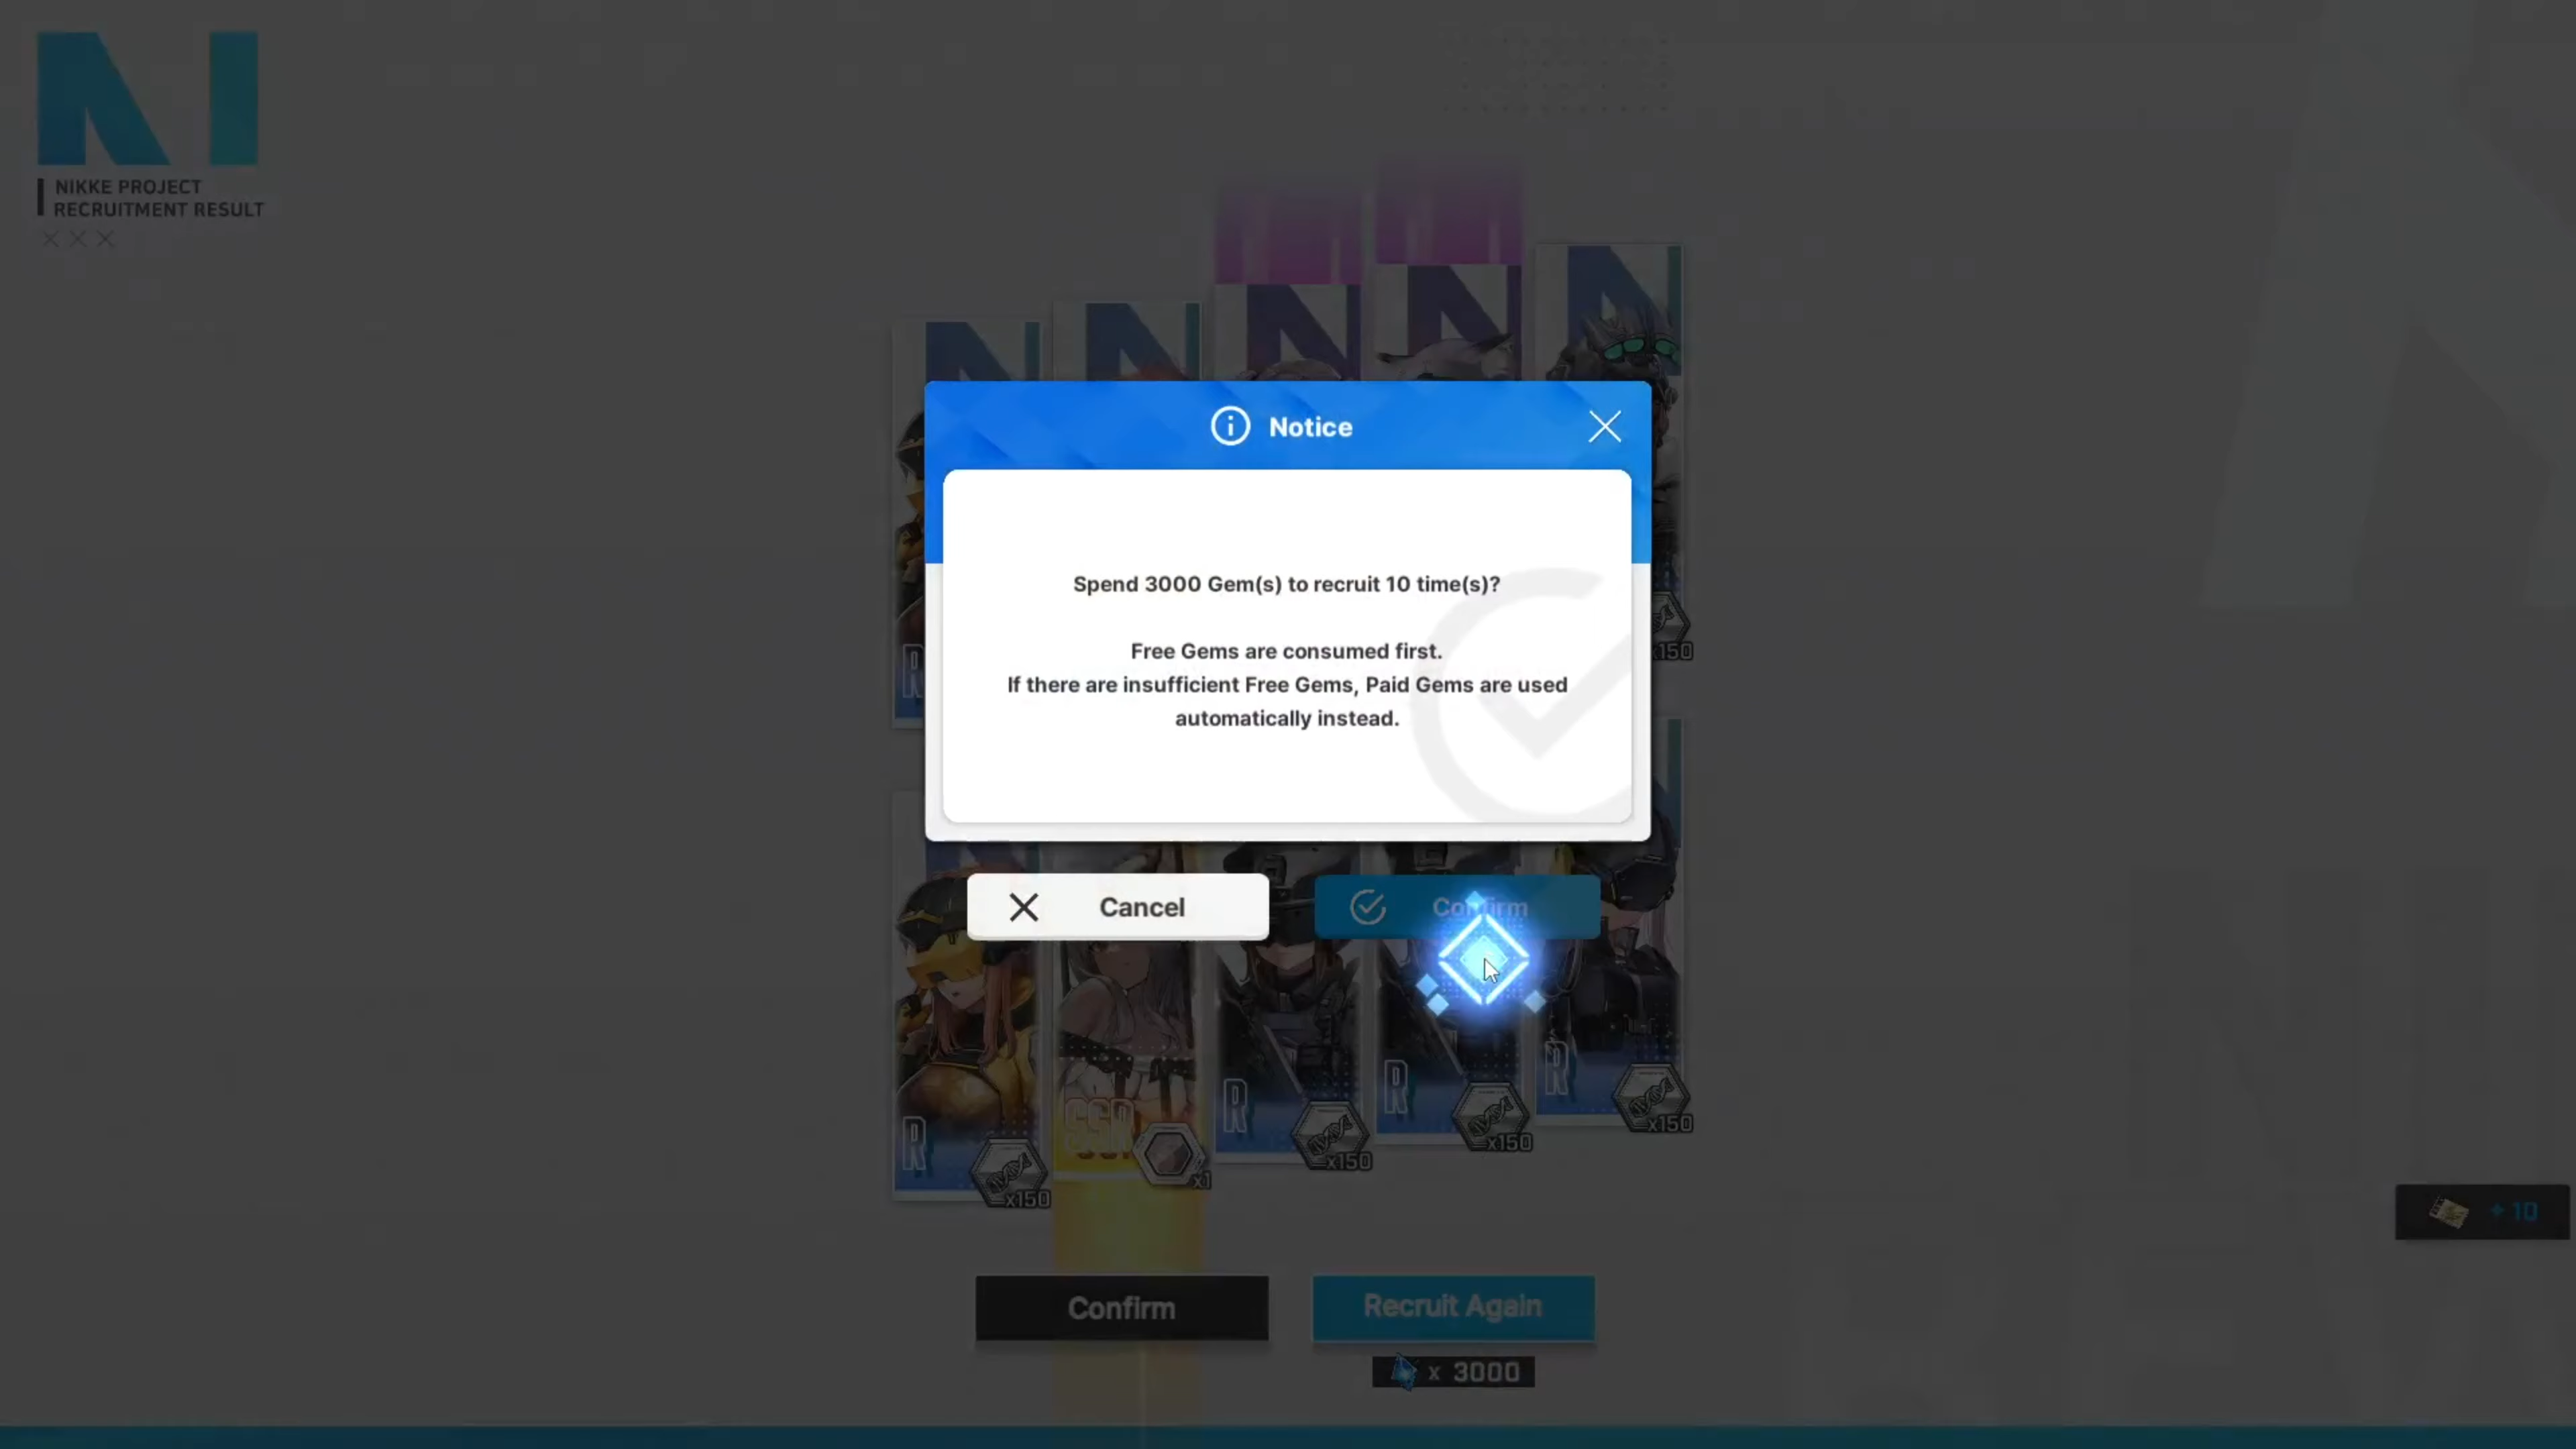 NIKKE PROJECT
RECRUITMENT RESULT
Notice
Spend 3000 Gem(s) to recruit 10 time(s)?
Free Gems are consumed first.
If there are insufficient Free Gems, Paid Gems are used
automatically instead.
Cancel
Confirm
R
x150
R
x150
SSR
x1
R
x150
R
x150
R
x150
+ 10
Confirm
Recruit Again
x 3000